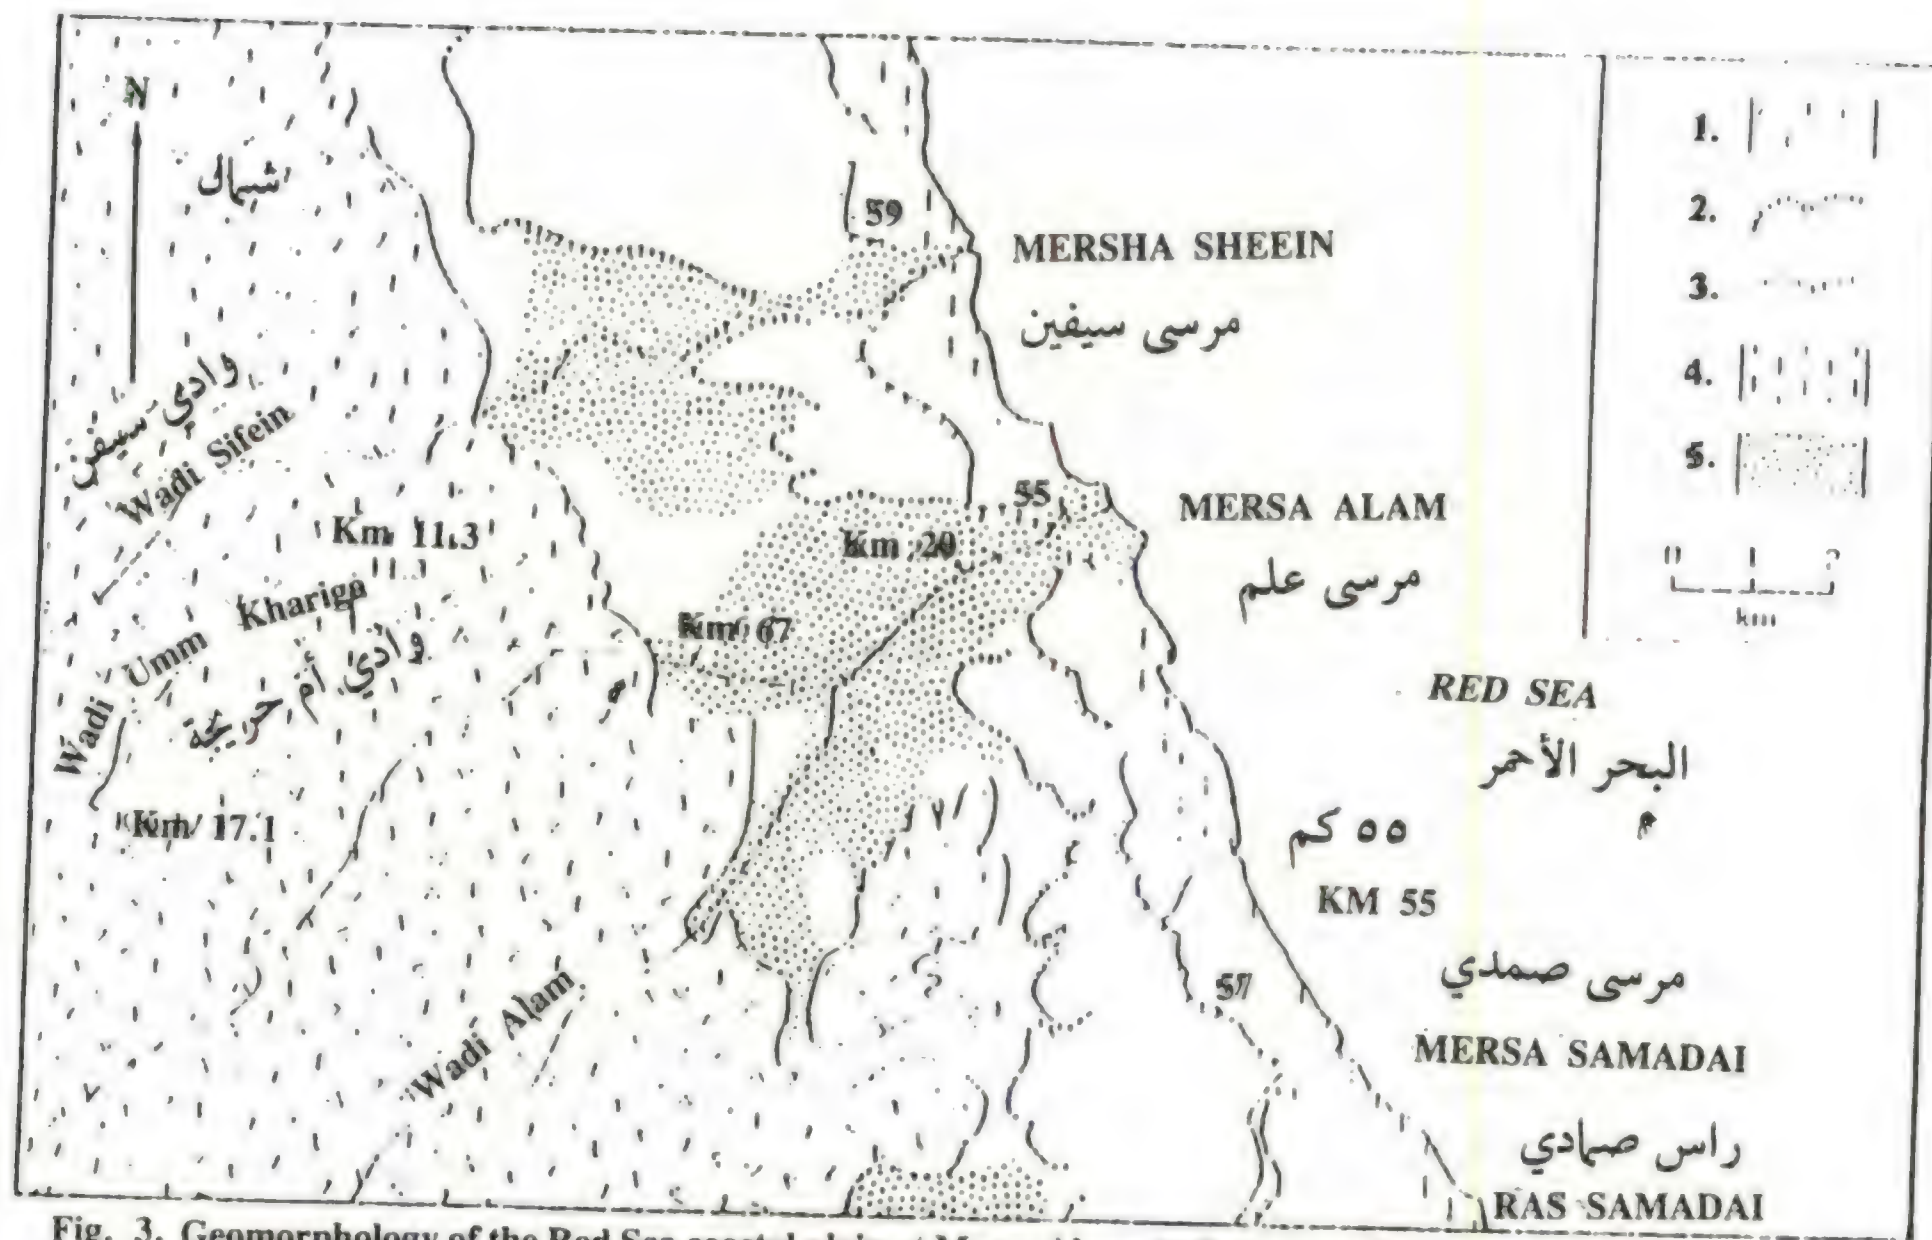 N
شمال
59
MERSHA SHEEIN
مرسى سيفين
وادي سيفين
Wadi Sifein
Km 11.3
55
MERSA ALAM
مرسى علم
Km 20
Wadi Umm Khariga
وادي أم خريجة
Km 67
Km 17.1
RED SEA
البحر الأحمر
٥٥ كم
KM 55
Wadi Alam
57
مرسى صمدي
MERSA SAMADAI
راس صمادي
RAS SAMADAI
1.
2.
3.
4.
5.
0 1 2
km
Fig. 3. Geomorphology of the Red Sea coastal plain